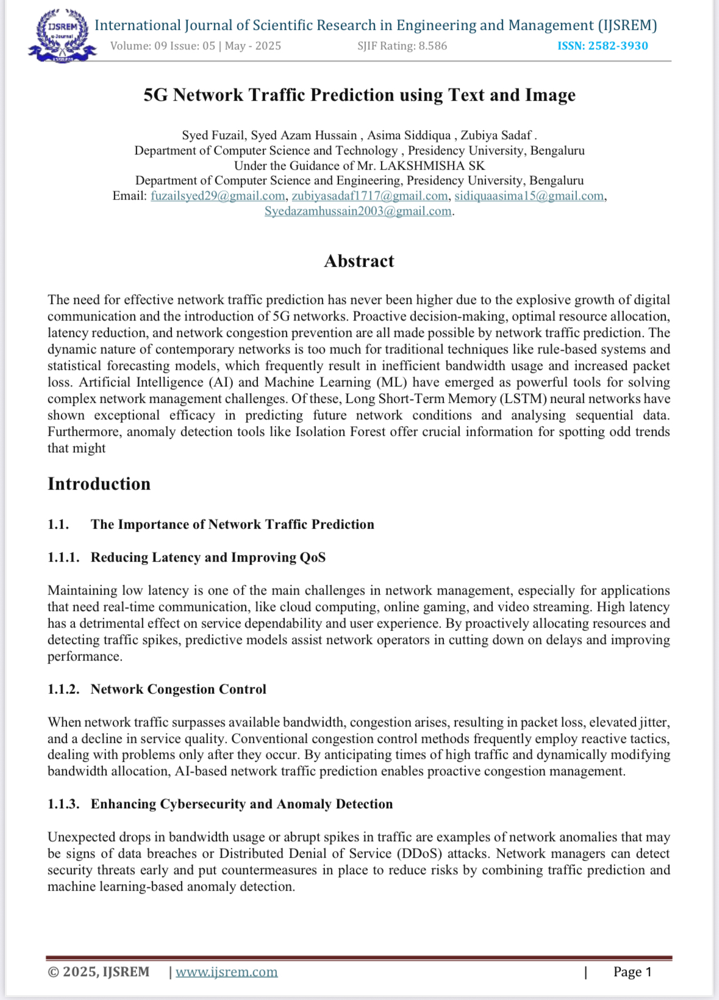 IJSREM
e-Journal
IJSREM
International Journal of Scientific Research in Engineering and Management (IJSREM)
Volume: 09 Issue: 05 | May - 2025 SJIF Rating: 8.586 ISSN: 2582-3930
5G Network Traffic Prediction using Text and Image
Syed Fuzail, Syed Azam Hussain , Asima Siddiqua , Zubiya Sadaf .
Department of Computer Science and Technology , Presidency University, Bengaluru
Under the Guidance of Mr. LAKSHMISHA SK
Department of Computer Science and Engineering, Presidency University, Bengaluru
Email: fuzailsyed29@gmail.com, zubiyasadaf1717@gmail.com, sidiquaasima15@gmail.com,
Syedazamhussain2003@gmail.com.
Abstract
The need for effective network traffic prediction has never been higher due to the explosive growth of digital
communication and the introduction of 5G networks. Proactive decision-making, optimal resource allocation,
latency reduction, and network congestion prevention are all made possible by network traffic prediction. The
dynamic nature of contemporary networks is too much for traditional techniques like rule-based systems and
statistical forecasting models, which frequently result in inefficient bandwidth usage and increased packet
loss. Artificial Intelligence (AI) and Machine Learning (ML) have emerged as powerful tools for solving
complex network management challenges. Of these, Long Short-Term Memory (LSTM) neural networks have
shown exceptional efficacy in predicting future network conditions and analysing sequential data.
Furthermore, anomaly detection tools like Isolation Forest offer crucial information for spotting odd trends
that might
Introduction
1.1. The Importance of Network Traffic Prediction
1.1.1. Reducing Latency and Improving QoS
Maintaining low latency is one of the main challenges in network management, especially for applications
that need real-time communication, like cloud computing, online gaming, and video streaming. High latency
has a detrimental effect on service dependability and user experience. By proactively allocating resources and
detecting traffic spikes, predictive models assist network operators in cutting down on delays and improving
performance.
1.1.2. Network Congestion Control
When network traffic surpasses available bandwidth, congestion arises, resulting in packet loss, elevated jitter,
and a decline in service quality. Conventional congestion control methods frequently employ reactive tactics,
dealing with problems only after they occur. By anticipating times of high traffic and dynamically modifying
bandwidth allocation, AI-based network traffic prediction enables proactive congestion management.
1.1.3. Enhancing Cybersecurity and Anomaly Detection
Unexpected drops in bandwidth usage or abrupt spikes in traffic are examples of network anomalies that may
be signs of data breaches or Distributed Denial of Service (DDoS) attacks. Network managers can detect
security threats early and put countermeasures in place to reduce risks by combining traffic prediction and
machine learning-based anomaly detection.
© 2025, IJSREM | www.ijsrem.com | Page 1